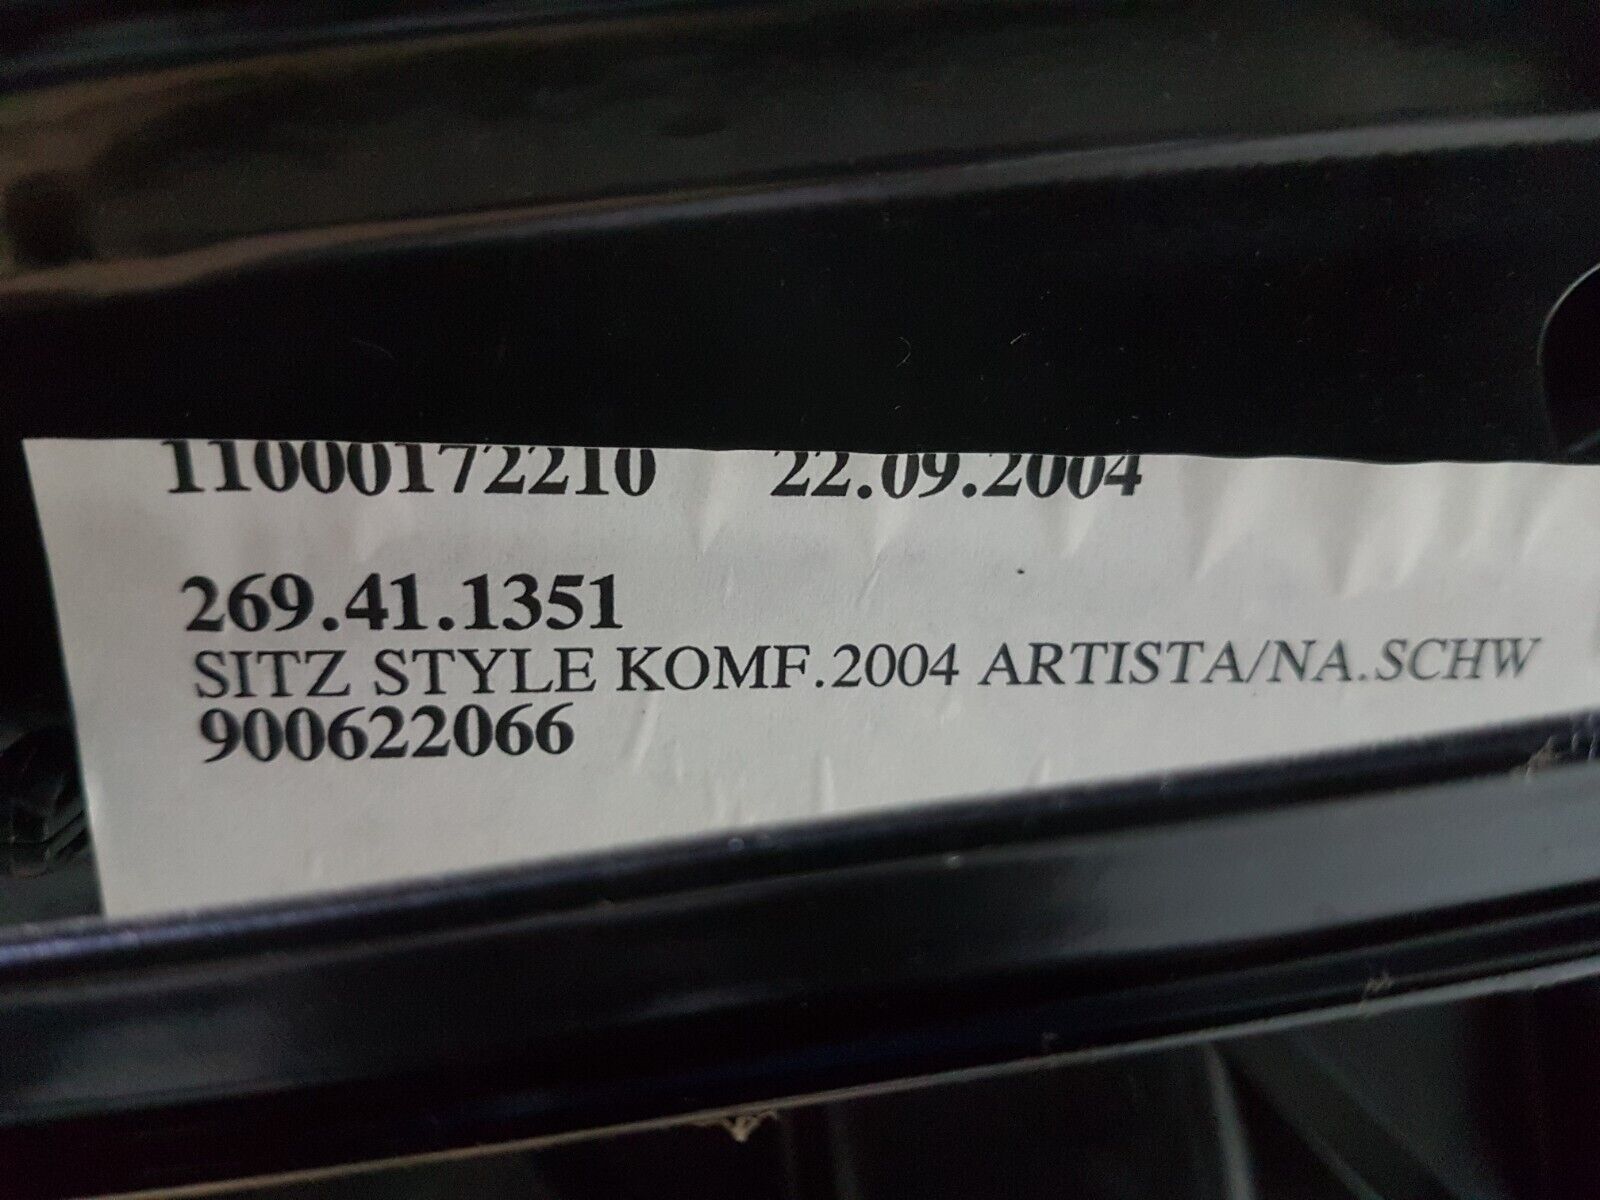 11000172210 22.09.2004
269.41.1351
SITZ STYLE KOMF.2004 ARTISTA/NA.SCHW
900622066